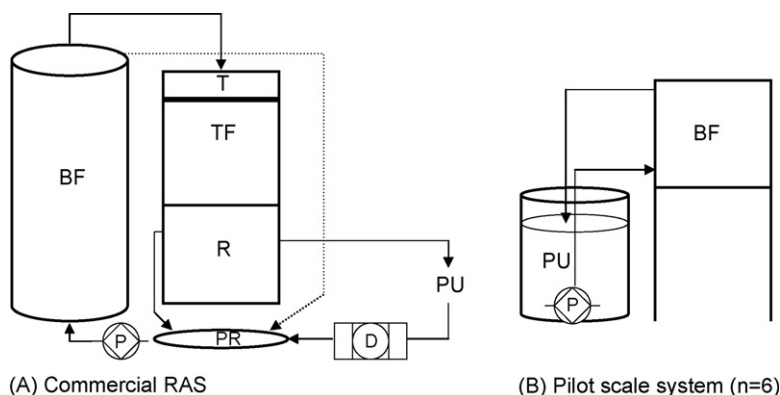 T
TF
BF
R
PU
P
PR
D
(A) Commercial RAS
BF
PU
P
(B) Pilot scale system (n=6)